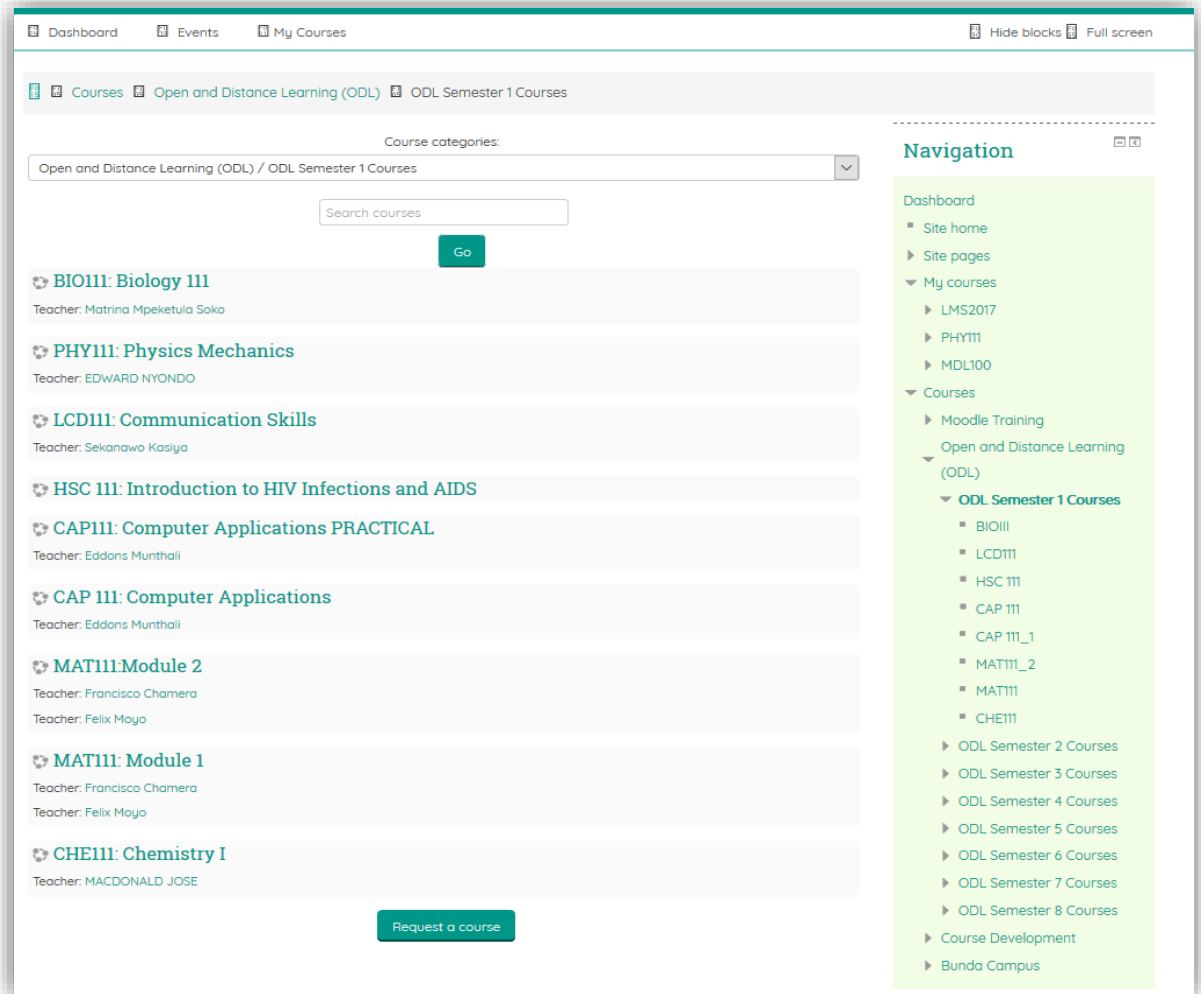 Dashboard Events My Courses Hide blocks Full screen
Courses Open and Distance Learning (ODL) ODL Semester 1 Courses
Course categories:
Open and Distance Learning (ODL) / ODL Semester 1 Courses
Search courses
Go
BIO111: Biology 111
Teacher: Matrina Mpeketula Soko
PHY111: Physics Mechanics
Teacher: EDWARD NYONDO
LCD111: Communication Skills
Teacher: Sekanawo Kasiya
HSC 111: Introduction to HIV Infections and AIDS
CAP111: Computer Applications PRACTICAL
Teacher: Eddons Munthali
CAP 111: Computer Applications
Teacher: Eddons Munthali
MAT111:Module 2
Teacher: Francisco Chamera
Teacher: Felix Moyo
MAT111: Module 1
Teacher: Francisco Chamera
Teacher: Felix Moyo
CHE111: Chemistry I
Teacher: MACDONALD JOSE
Request a course
Navigation
Dashboard
Site home
Site pages
My courses
LMS2017
PHY111
MDL100
Courses
Moodle Training
Open and Distance Learning
(ODL)
ODL Semester 1 Courses
BIOIII
LCD111
HSC 111
CAP 111
CAP 111_1
MAT111_2
MAT111
CHE111
ODL Semester 2 Courses
ODL Semester 3 Courses
ODL Semester 4 Courses
ODL Semester 5 Courses
ODL Semester 6 Courses
ODL Semester 7 Courses
ODL Semester 8 Courses
Course Development
Bunda Campus